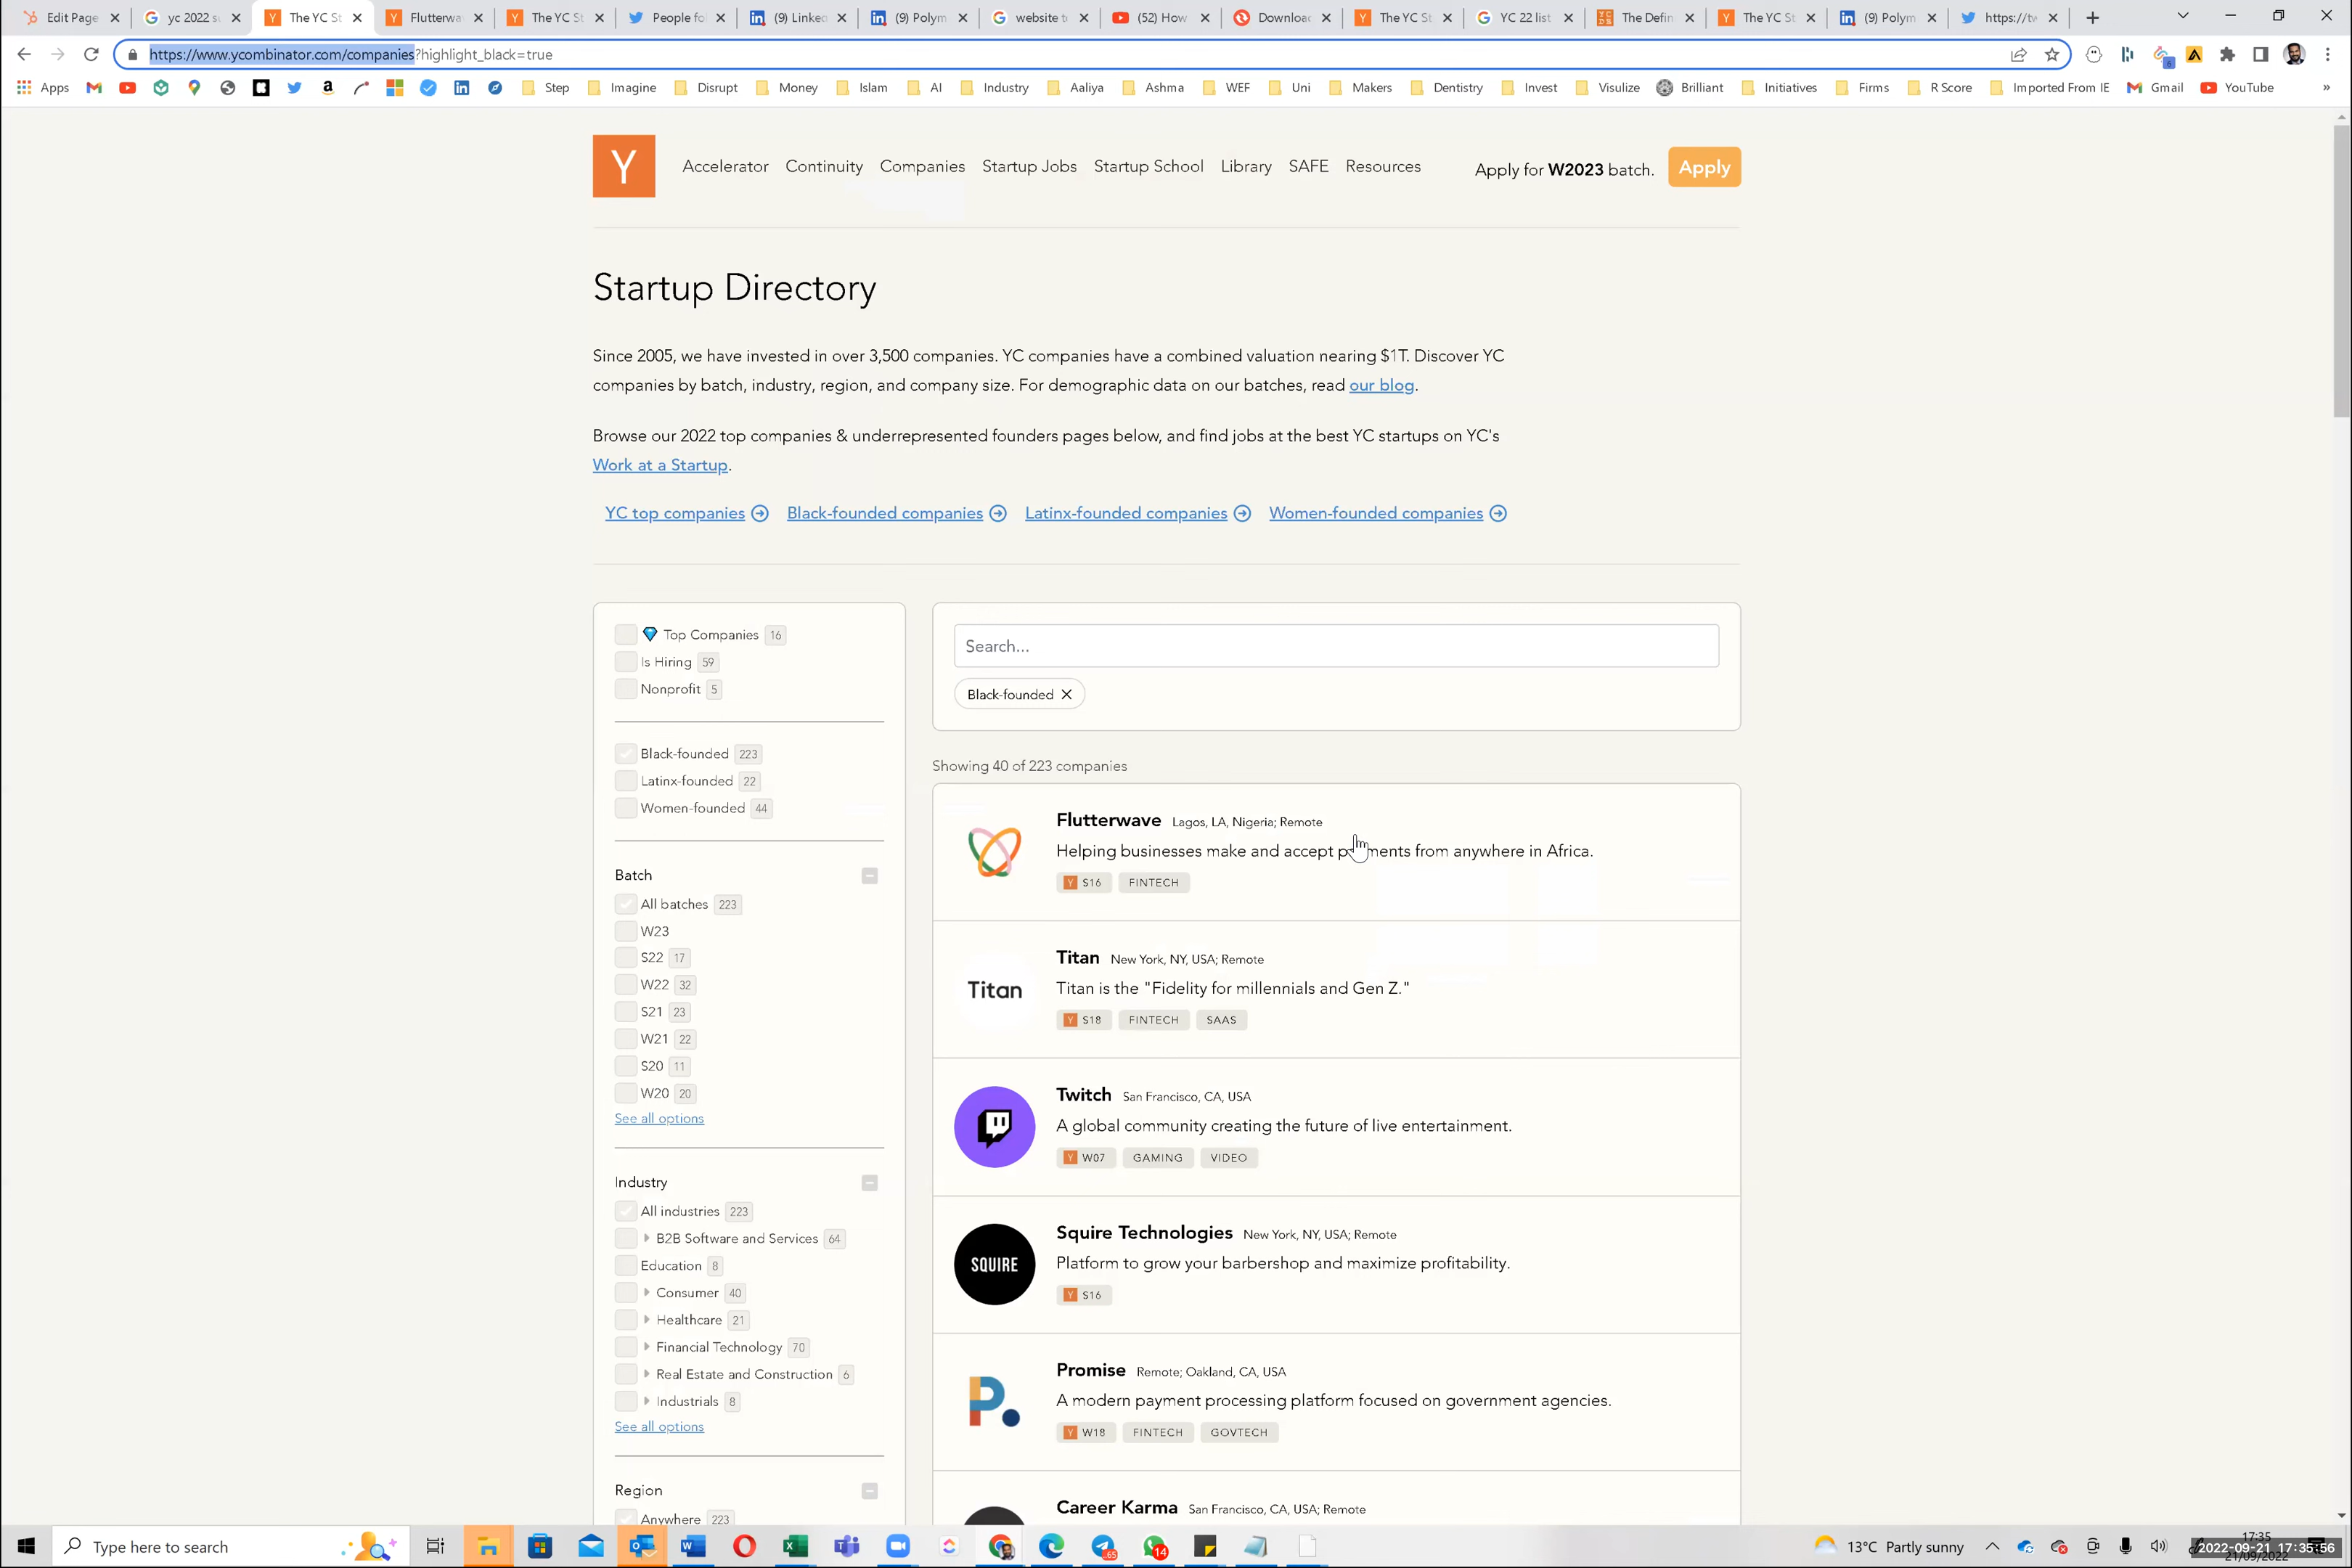 Edit Page
yc 2022 s
The YC St
Flutterwa
The YC St
People fo
(9) Linked
(9) Polym
website t
(52) How
Download
The YC St
YC 22 list
The Defin
The YC St
(9) Polym
https://tw
https://www.ycombinator.com/companies?highlight_black=true
Apps
Step
Imagine
Disrupt
Money
Islam
AI
Industry
Aaliya
Ashma
WEF
Uni
Makers
Dentistry
Invest
Visulize
Brilliant
Initiatives
Firms
R Score
Imported From IE
Gmail
YouTube
»
Y
Accelerator
Continuity
Companies
Startup Jobs
Startup School
Library
SAFE
Resources
Apply for W2023 batch.
Apply
Startup Directory
Since 2005, we have invested in over 3,500 companies. YC companies have a combined valuation nearing $1T. Discover YC
companies by batch, industry, region, and company size. For demographic data on our batches, read our blog.
Browse our 2022 top companies & underrepresented founders pages below, and find jobs at the best YC startups on YC's
Work at a Startup.
YC top companies
Black-founded companies
Latinx-founded companies
Women-founded companies
Top Companies 16
Is Hiring 59
Nonprofit 5
Black-founded 223
Latinx-founded 22
Women-founded 44
Batch
All batches 223
W23
S22 17
W22 32
S21 23
W21 22
S20 11
W20 20
See all options
Industry
All industries 223
B2B Software and Services 64
Education 8
Consumer 40
Healthcare 21
Financial Technology 70
Real Estate and Construction 6
Industrials 8
See all options
Region
Anywhere 223
Search...
Black-founded
Showing 40 of 223 companies
Flutterwave Lagos, LA, Nigeria; Remote
Helping businesses make and accept payments from anywhere in Africa.
Y S16 FINTECH
Titan
Titan New York, NY, USA; Remote
Titan is the "Fidelity for millennials and Gen Z."
Y S18 FINTECH SAAS
Twitch San Francisco, CA, USA
A global community creating the future of live entertainment.
Y W07 GAMING VIDEO
SQUIRE
Squire Technologies New York, NY, USA; Remote
Platform to grow your barbershop and maximize profitability.
Y S16
Promise Remote; Oakland, CA, USA
A modern payment processing platform focused on government agencies.
Y W18 FINTECH GOVTECH
Career Karma San Francisco, CA, USA; Remote
Type here to search
65
14
13°C Partly sunny
17:35
2022-09-21 17:35:56
21/09/2022